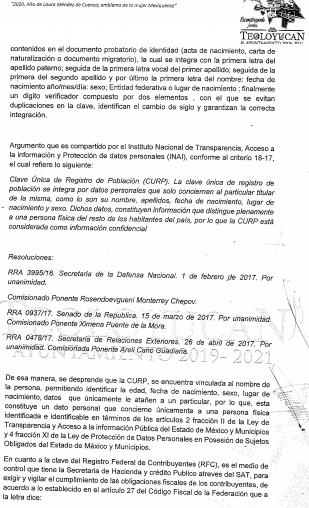 "2020, Año de Laura Méndez de Cuenca; emblema de la mujer Mexiquense"
TEOLOYUCAN
contenidos en el documento probatorio de identidad (acta de nacimiento, carta de
naturalización o documento migratorio), la cual se integra con la primera letra del
apellido paterno; seguida de la primera letra vocal del primer apellido; seguida de la
primera del segundo apellido y por último la primera letra del nombre: fecha de
nacimiento año/mes/día: sexo; Entidad federativa o lugar de nacimiento ; finalmente
un dígito verificador compuesto por dos elementos , con el que se evitan
duplicaciones en la clave, identifican el cambio de siglo y garantizan la correcta
integración.
Argumento que es compartido por el Instituto Nacional de Transparencia, Acceso a
la información y Protección de datos personales (INAI), conforme al criterio 18-17,
el cual refiere lo siguiente:
Clave Única de Registro de Población (CURP). La clave única de registro de
población se integra por datos personales que solo conciernen al particular titular
de la misma, como lo son su nombre, apellidos, fecha de nacimiento, lugar de
nacimiento y sexo. Dichos datos, constituyen información que distingue plenamente
a una persona física del resto de los habitantes del país, por lo que la CURP está
considerada como información confidencial
Resoluciones:
RRA 3995/16. Secretaría de la Defensa Nacional. 1 de febrero de 2017. Por
unanimidad.
Comisionado Ponente Rosendoevgueni Monterrey Chepov.
RRA 0937/17. Senado de la Republica. 15 de marzo de 2017. Por unanimidad.
Comisionado Ponente Ximena Puente de la Mora.
RRA 0478/17. Secretaría de Relaciones Exteriores. 26 de abril de 2017. Por
unanimidad. Comisionada Ponente Areli Cano Guadiana.
AYUNTAMIENTO 2019-2021
De esa manera, se desprende que la CURP, se encuentra vinculada al nombre de
la persona, permitiendo identificar la edad, fecha de nacimiento, sexo, lugar de
nacimiento, datos que únicamente le atañen a un particular, por lo que, esta
constituye un dato personal que concierne únicamente a una persona física
identificada e identificable en términos de los artículos 2 fracción II de la Ley de
Transparencia y Acceso a la información Pública del Estado de México y Municipios
y 4 fracción XI de la Ley de Protección de Datos Personales en Posesión de Sujetos
Obligados del Estado de México y Municipios.
En cuanto a la clave del Registro Federal de Contribuyentes (RFC), es el medio de
control que tiene la Secretaría de Hacienda y crédito Publico atreves del SAT, para
exigir y vigilar el cumplimiento de las obligaciones fiscales de los contribuyentes, de
acuerdo a lo establecido en el artículo 27 del Código Fiscal de la Federación que a
la letra dice: